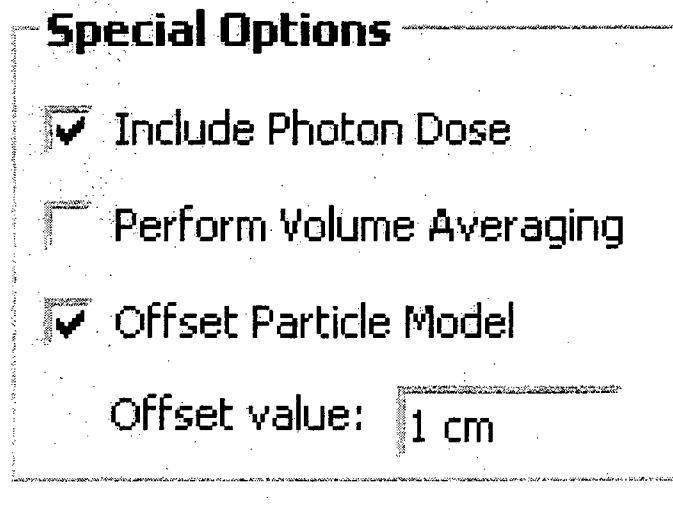 Special Options
Include Photon Dose
Perform Volume Averaging
Offset Particle Model
Offset value: 1 cm